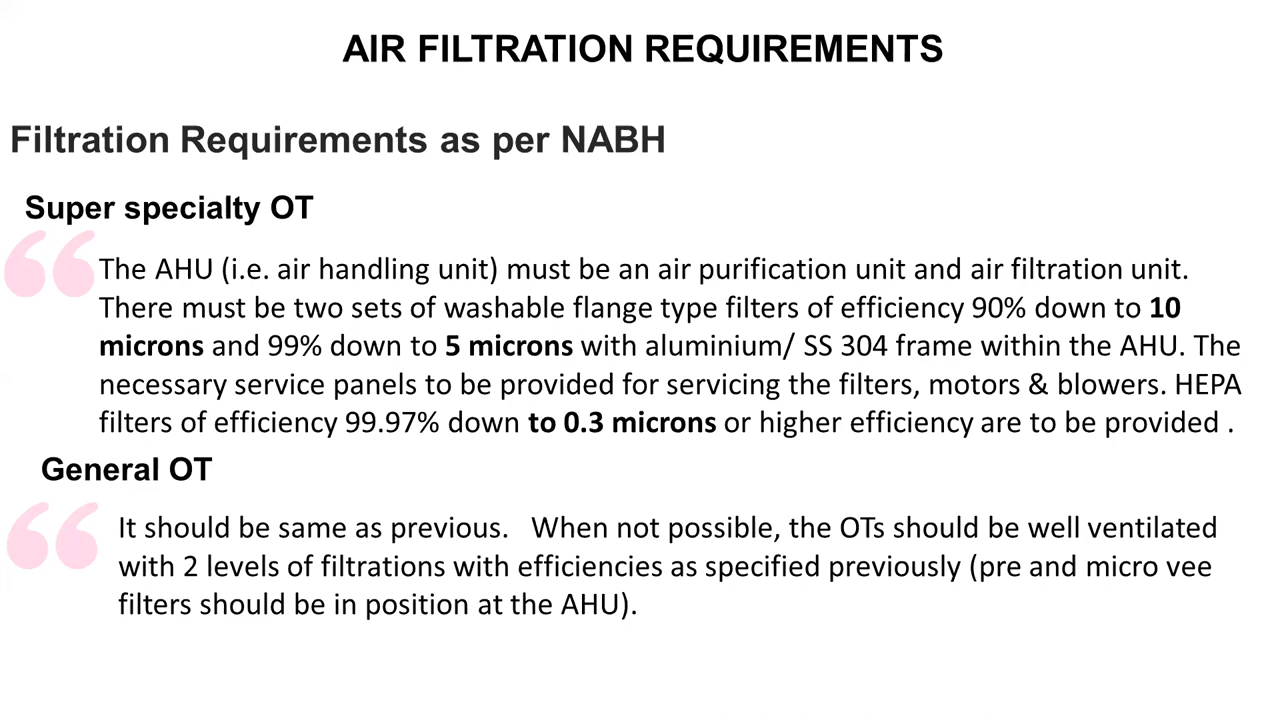 AIR FILTRATION REQUIREMENTS
Filtration Requirements as per NABH
Super specialty OT
The AHU (i.e. air handling unit) must be an air purification unit and air filtration unit.
There must be two sets of washable flange type filters of efficiency 90% down to 10
microns and 99% down to 5 microns with aluminium/ SS 304 frame within the AHU. The
necessary service panels to be provided for servicing the filters, motors & blowers. HEPA
filters of efficiency 99.97% down to 0.3 microns or higher efficiency are to be provided .
General OT
It should be same as previous. When not possible, the OTs should be well ventilated
with 2 levels of filtrations with efficiencies as specified previously (pre and micro vee
filters should be in position at the AHU).